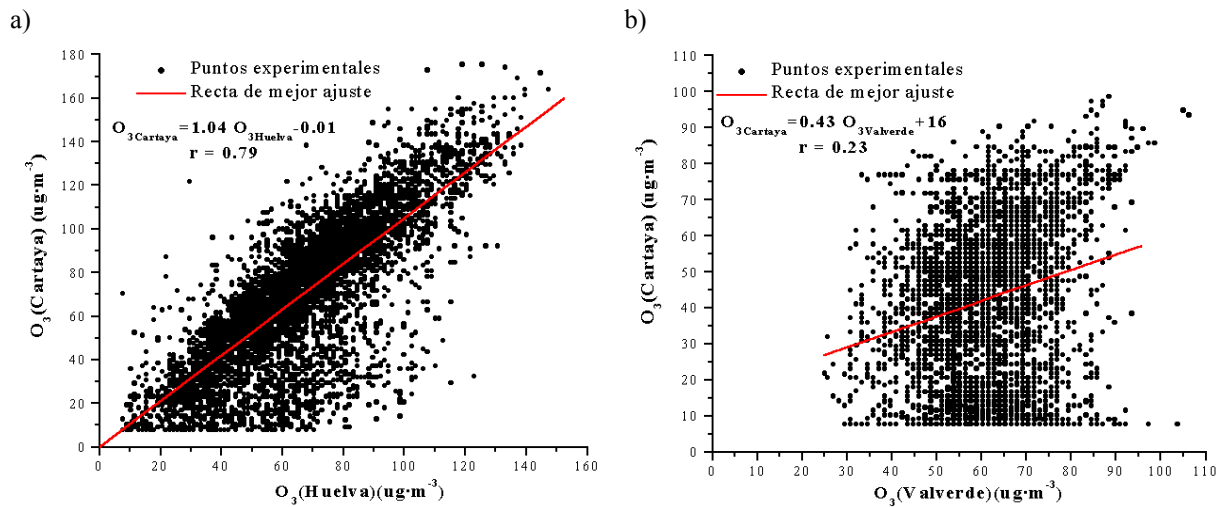 a)
180
160
140
120
100
80
60
40
20
0
O3(Cartaya)(ug·m-3)
Puntos experimentales
Recta de mejor ajuste
O3Cartaya=1.04 O3Huelva-0.01
r = 0.79
0 20 40 60 80 100 120 140 160
O3(Huelva)(ug·m-3)
b)
110
100
90
80
70
60
50
40
30
20
10
0
O3(Cartaya) (ug·m-3)
Puntos experimentales
Recta de mejor ajuste
O3Cartaya=0.43 O3Valverde+16
r = 0.23
0 10 20 30 40 50 60 70 80 90 100 110
O3(Valverde)(ug·m-3)